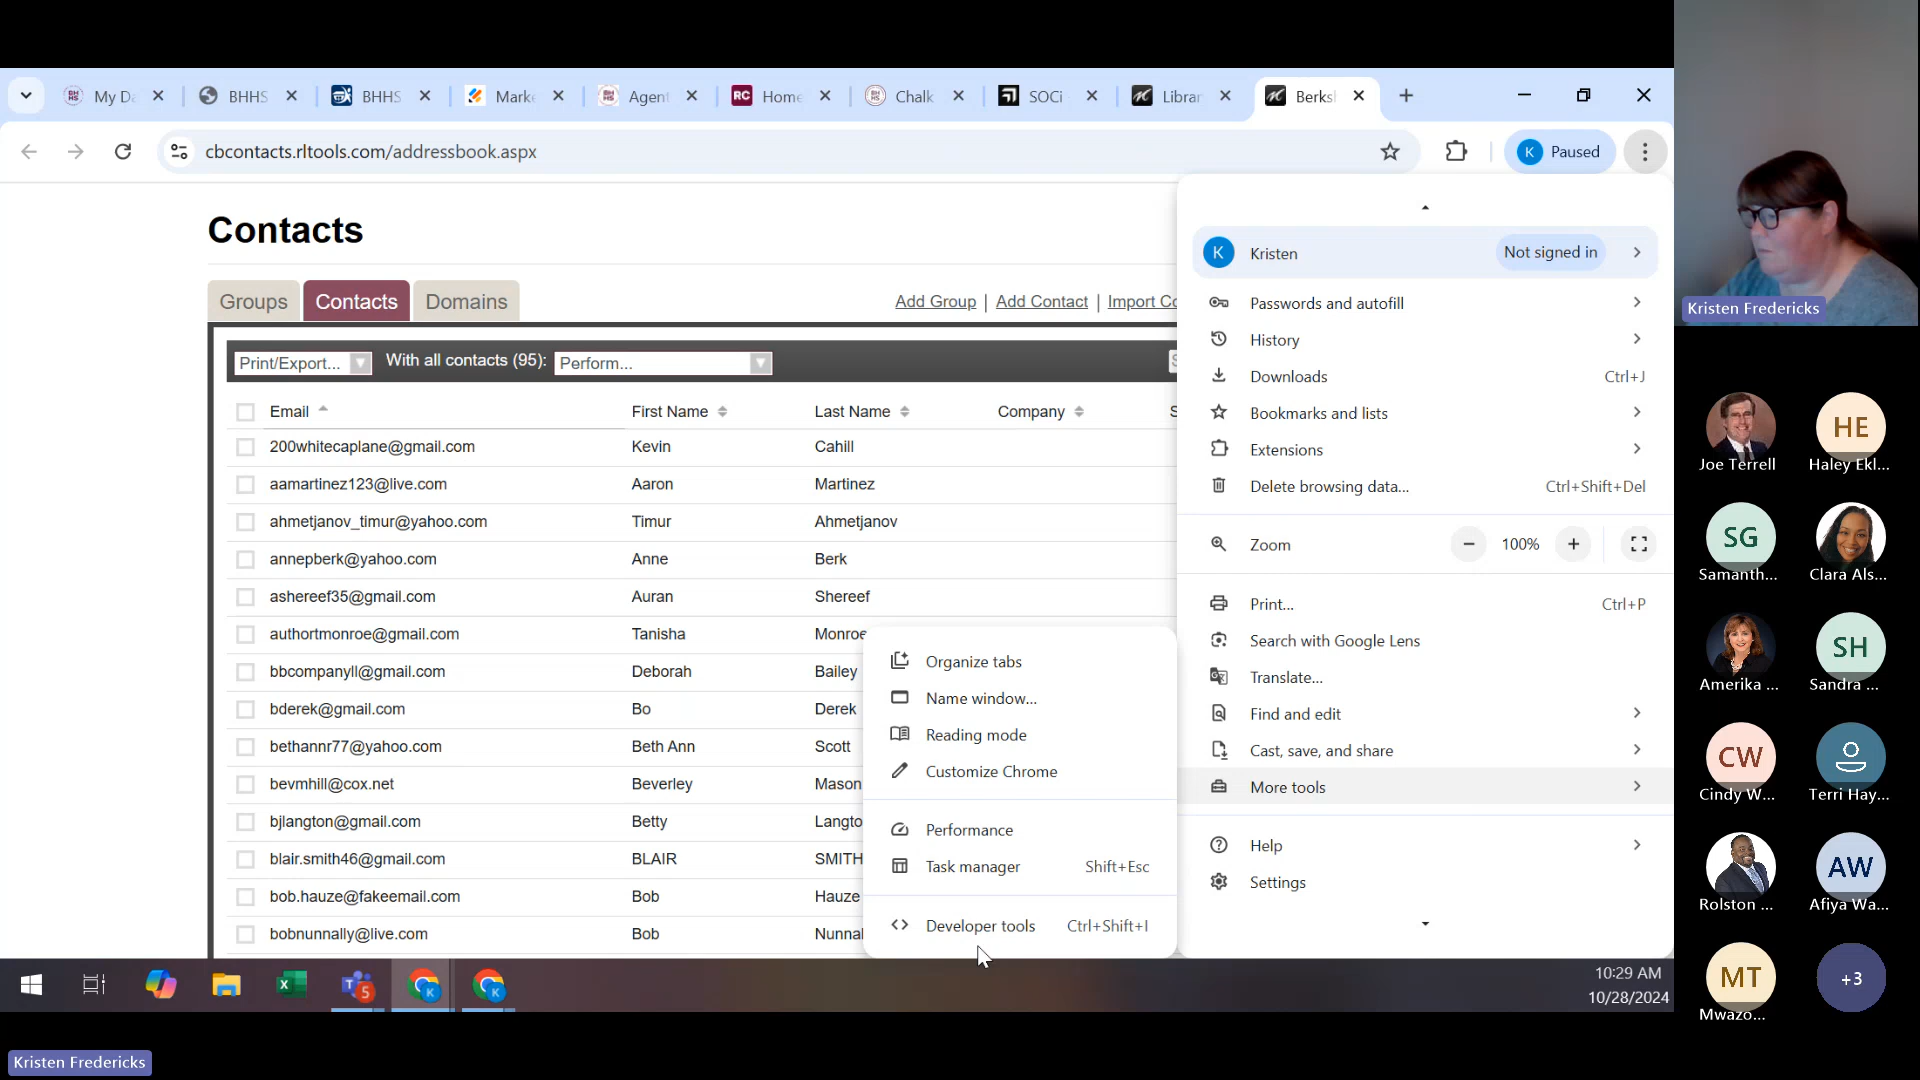 My Da
BHHS
BHHS
Marke
Agent
RC
Home
Chalk
SOCi
Librar
Berksh
cbcontacts.rltools.com/addressbook.aspx
K
Paused
Contacts
Groups
Contacts
Domains
Add Group | Add Contact | Import Co
Print/Export...
With all contacts (95):
Perform...
Email
First Name
Last Name
Company
200whitecaplane@gmail.com Kevin Cahill
aamartinez123@live.com Aaron Martinez
ahmetjanov_timur@yahoo.com Timur Ahmetjanov
annepberk@yahoo.com Anne Berk
ashereef35@gmail.com Auran Shereef
authortmonroe@gmail.com Tanisha Monroe
bbcompanyll@gmail.com Deborah Bailey
bderek@gmail.com Bo Derek
bethannr77@yahoo.com Beth Ann Scott
bevmhill@cox.net Beverley Mason
bjlangton@gmail.com Betty Langto
blair.smith46@gmail.com BLAIR SMITH
bob.hauze@fakeemail.com Bob Hauze
bobnunnally@live.com Bob Nunnal
Organize tabs
Name window...
Reading mode
Customize Chrome
Performance
Task manager Shift+Esc
Developer tools Ctrl+Shift+I
K
Kristen
Not signed in
Passwords and autofill
History
Downloads Ctrl+J
Bookmarks and lists
Extensions
Delete browsing data... Ctrl+Shift+Del
Zoom
100%
Print... Ctrl+P
Search with Google Lens
Translate...
Find and edit
Cast, save, and share
More tools
Help
Settings
5
K
K
10:29 AM
10/28/2024
Kristen Fredericks
Kristen Fredericks
Joe Terrell
HE
Haley Ekl...
SG
Samanth...
Clara Als...
Amerika ...
SH
Sandra ...
CW
Cindy W...
Terri Hay...
Rolston ...
AW
Afiya Wa...
MT
Mwazo...
+3